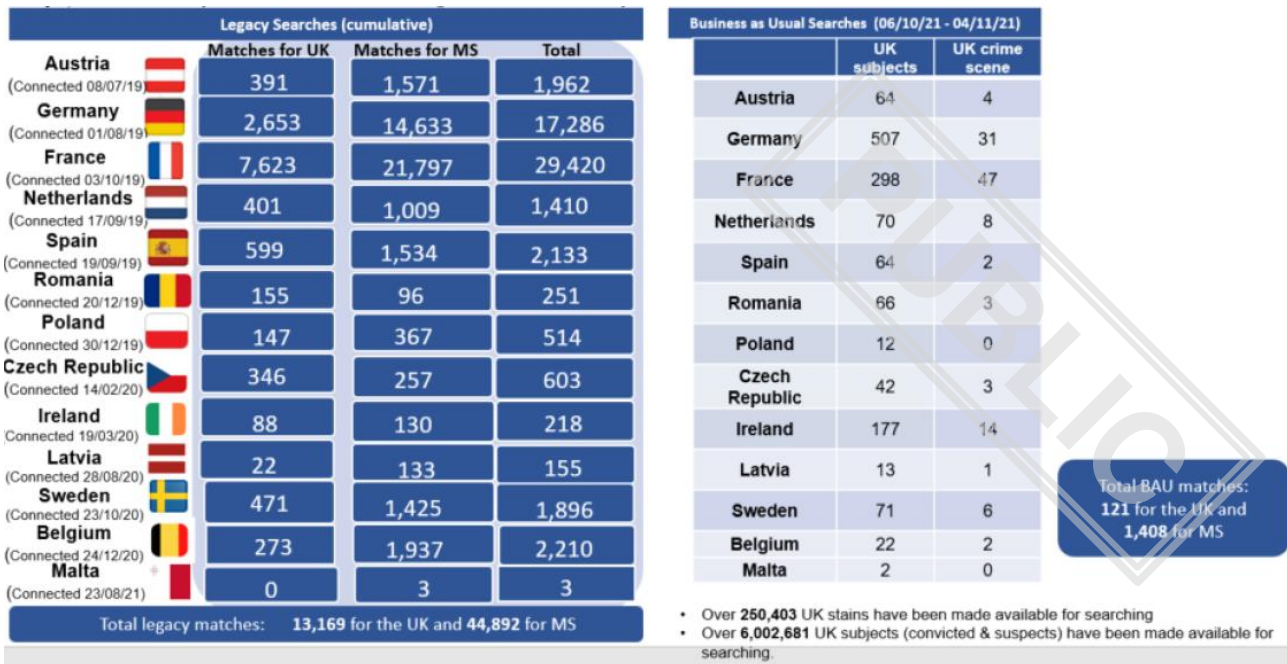 Legacy Searches (cumulative)
Matches for UK Matches for MS Total
Austria
(Connected 08/07/19) 391 1,571 1,962
Germany
(Connected 01/08/19) 2,653 14,633 17,286
France
(Connected 03/10/19) 7,623 21,797 29,420
Netherlands
(Connected 17/09/19) 401 1,009 1,410
Spain
(Connected 19/09/19) 599 1,534 2,133
Romania
(Connected 20/12/19) 155 96 251
Poland
(Connected 30/12/19) 147 367 514
Czech Republic
(Connected 14/02/20) 346 257 603
Ireland
(Connected 19/03/20) 88 130 218
Latvia
(Connected 28/08/20) 22 133 155
Sweden
(Connected 23/10/20) 471 1,425 1,896
Belgium
(Connected 24/12/20) 273 1,937 2,210
Malta
(Connected 23/08/21) 0 3 3
Total legacy matches: 13,169 for the UK and 44,892 for MS
Business as Usual Searches (06/10/21 - 04/11/21)
UK subjects UK crime scene
Austria 64 4
Germany 507 31
France 298 47
Netherlands 70 8
Spain 64 2
Romania 66 3
Poland 12 0
Czech Republic 42 3
Ireland 177 14
Latvia 13 1
Sweden 71 6
Belgium 22 2
Malta 2 0
Total BAU matches:
121 for the UK and
1,408 for MS
• Over 250,403 UK stains have been made available for searching
• Over 6,002,681 UK subjects (convicted & suspects) have been made available for
searching.
PUBLIC